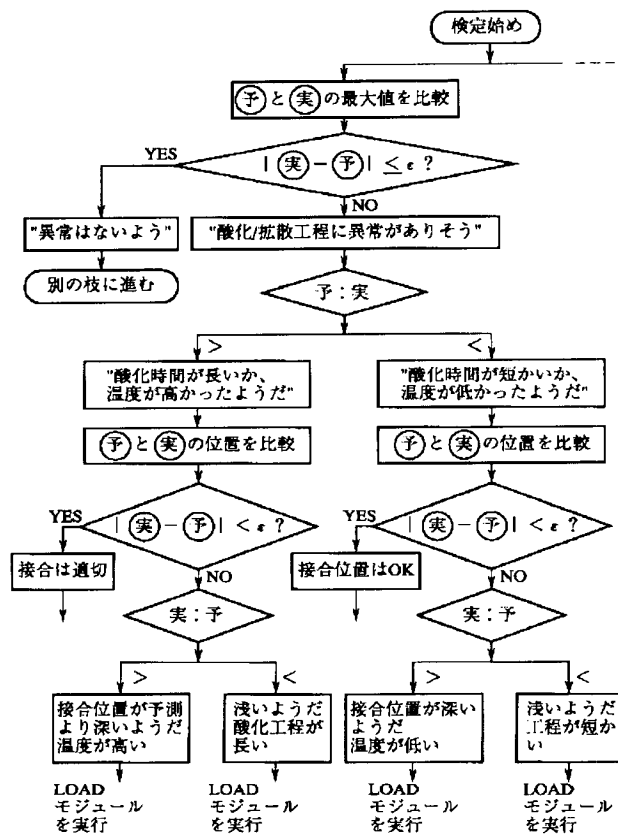 検定始め
予と実の最大値を比較
| 実 − 予 | ≤ ε ?
YES
NO
"異常はないよう"
"酸化/拡散工程に異常がありそう"
別の枝に進む
予:実
>
<
"酸化時間が長いか、
温度が高かったようだ"
"酸化時間が短かいか、
温度が低かったようだ"
予と実の位置を比較
予と実の位置を比較
YES
| 実 − 予 | < ε ?
YES
| 実 − 予 | < ε ?
接合は適切
NO
接合位置はOK
NO
実:予
実:予
>
<
>
<
接合位置が予測
より深いようだ
温度が高い
浅いようだ
酸化工程が
長い
接合位置が深い
ようだ
温度が低い
浅いようだ
工程が短か
い
LOAD
モジュール
を実行
LOAD
モジュール
を実行
LOAD
モジュール
を実行
LOAD
モジュール
を実行